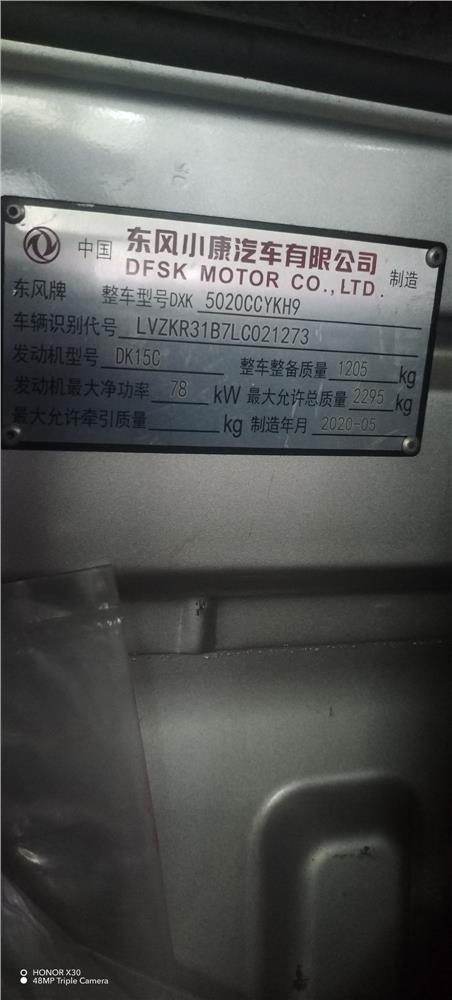 中国 东风小康汽车有限公司 制造
DFSK MOTOR CO.,LTD.
东风牌 整车型号DXK 5020CCYKH9
车辆识别代号 LVZKR31B7LC021273
发动机型号 DK15C 整车整备质量 1205 kg
发动机最大净功率 78 kW 最大允许总质量 2295 kg
最大允许牵引质量 kg 制造年月 2020-05
HONOR X30
48MP Triple Camera